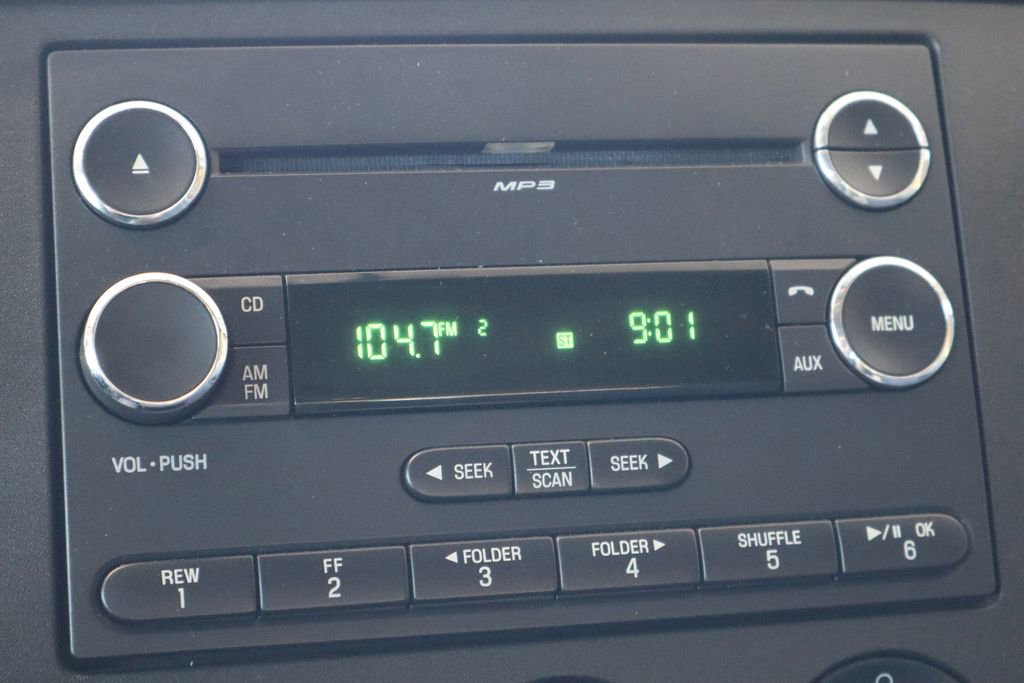 MP3
CD
AM
FM
104.7 FM 2 ST 9:01
MENU
AUX
VOL • PUSH
◀ SEEK
TEXT
SCAN
SEEK ▶
REW
1
FF
2
◀ FOLDER
3
FOLDER ▶
4
SHUFFLE
5
▶/II OK
6